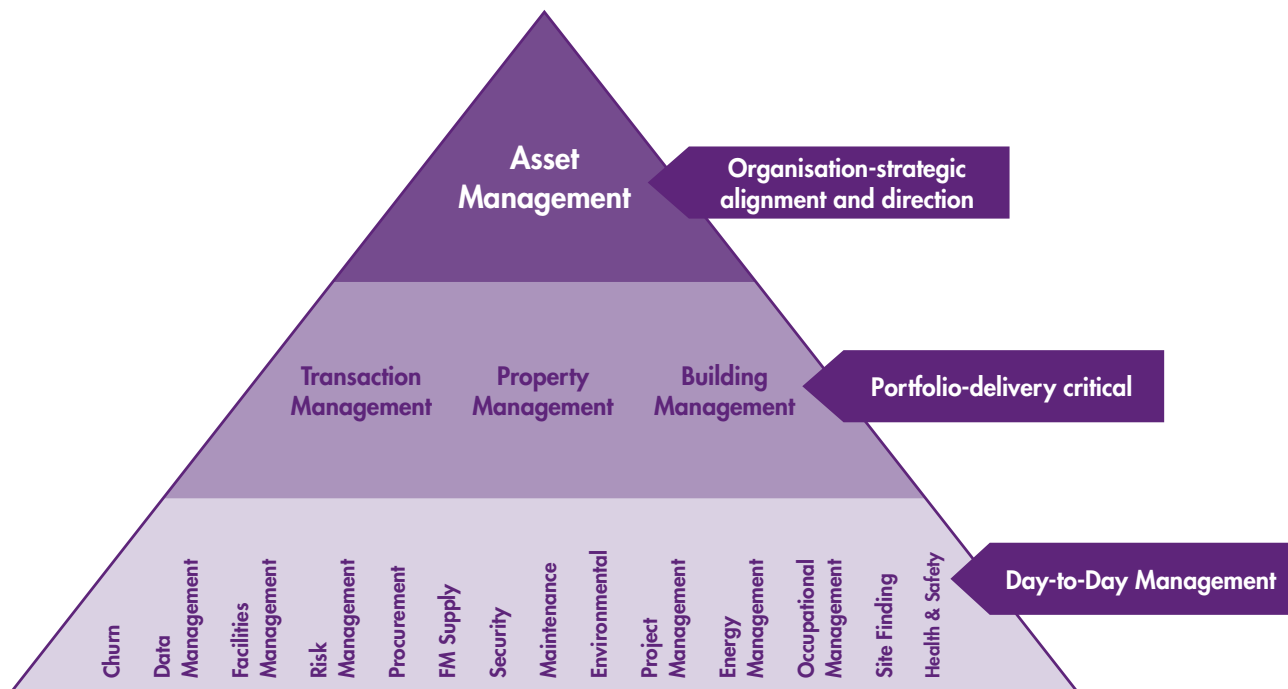 Asset
Management
Organisation-strategic
alignment and direction
Transaction
Management
Property
Management
Building
Management
Portfolio-delivery critical
Churn
Data
Management
Facilities
Management
Risk
Management
Procurement
FM Supply
Security
Maintenance
Environmental
Project
Management
Energy
Management
Occupational
Management
Site Finding
Health & Safety
Day-to-Day Management